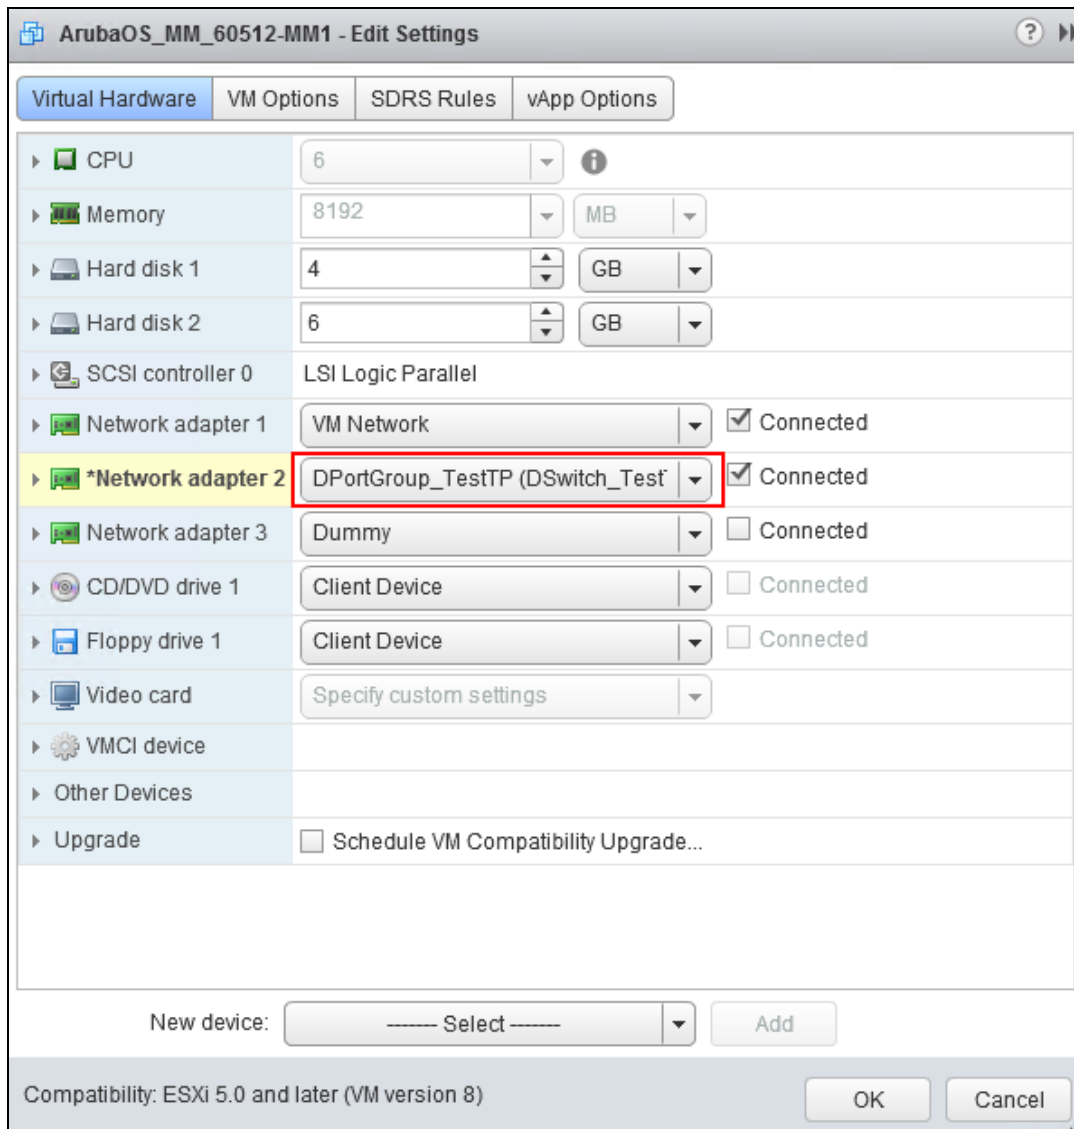 ArubaOS_MM_60512-MM1 - Edit Settings ?
Virtual Hardware VM Options SDRS Rules vApp Options
CPU 6
Memory 8192 MB
Hard disk 1 4 GB
Hard disk 2 6 GB
SCSI controller 0 LSI Logic Parallel
Network adapter 1 VM Network Connected
*Network adapter 2 DPortGroup_TestTP (DSwitch_Test Connected
Network adapter 3 Dummy Connected
CD/DVD drive 1 Client Device Connected
Floppy drive 1 Client Device Connected
Video card Specify custom settings
VMCI device
Other Devices
Upgrade Schedule VM Compatibility Upgrade...
New device: ------- Select ------- Add
Compatibility: ESXi 5.0 and later (VM version 8) OK Cancel